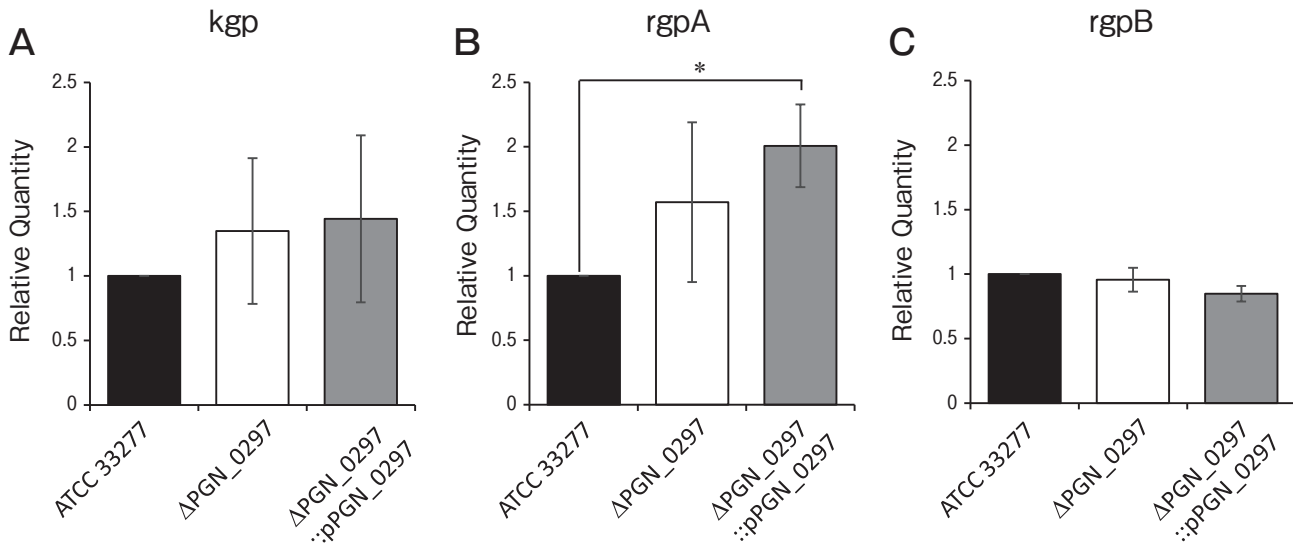 A
kgp
Relative Quantity
2.5
2
1.5
1
0.5
0
ATCC 33277
ΔPGN_0297
ΔPGN_0297
::pPGN_0297
B
rgpA
*
Relative Quantity
2.5
2
1.5
1
0.5
0
ATCC 33277
ΔPGN_0297
ΔPGN_0297
::pPGN_0297
C
rgpB
Relative Quantity
2.5
2
1.5
1
0.5
0
ATCC 33277
ΔPGN_0297
ΔPGN_0297
::pPGN_0297